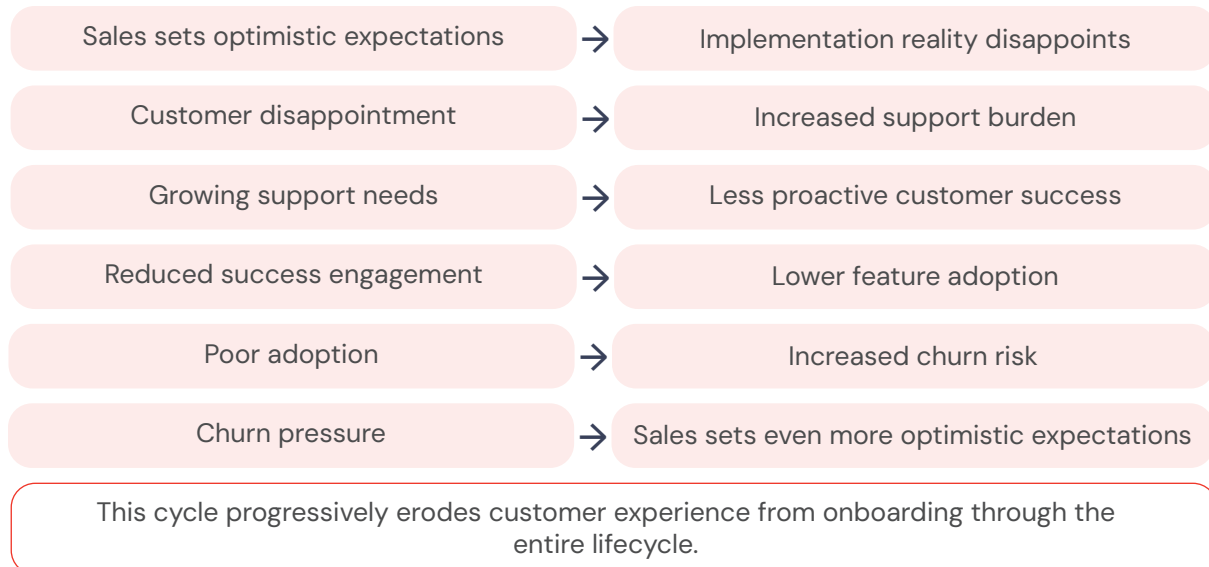 Sales sets optimistic expectations → Implementation reality disappoints
Customer disappointment → Increased support burden
Growing support needs → Less proactive customer success
Reduced success engagement → Lower feature adoption
Poor adoption → Increased churn risk
Churn pressure → Sales sets even more optimistic expectations
This cycle progressively erodes customer experience from onboarding through the
entire lifecycle.